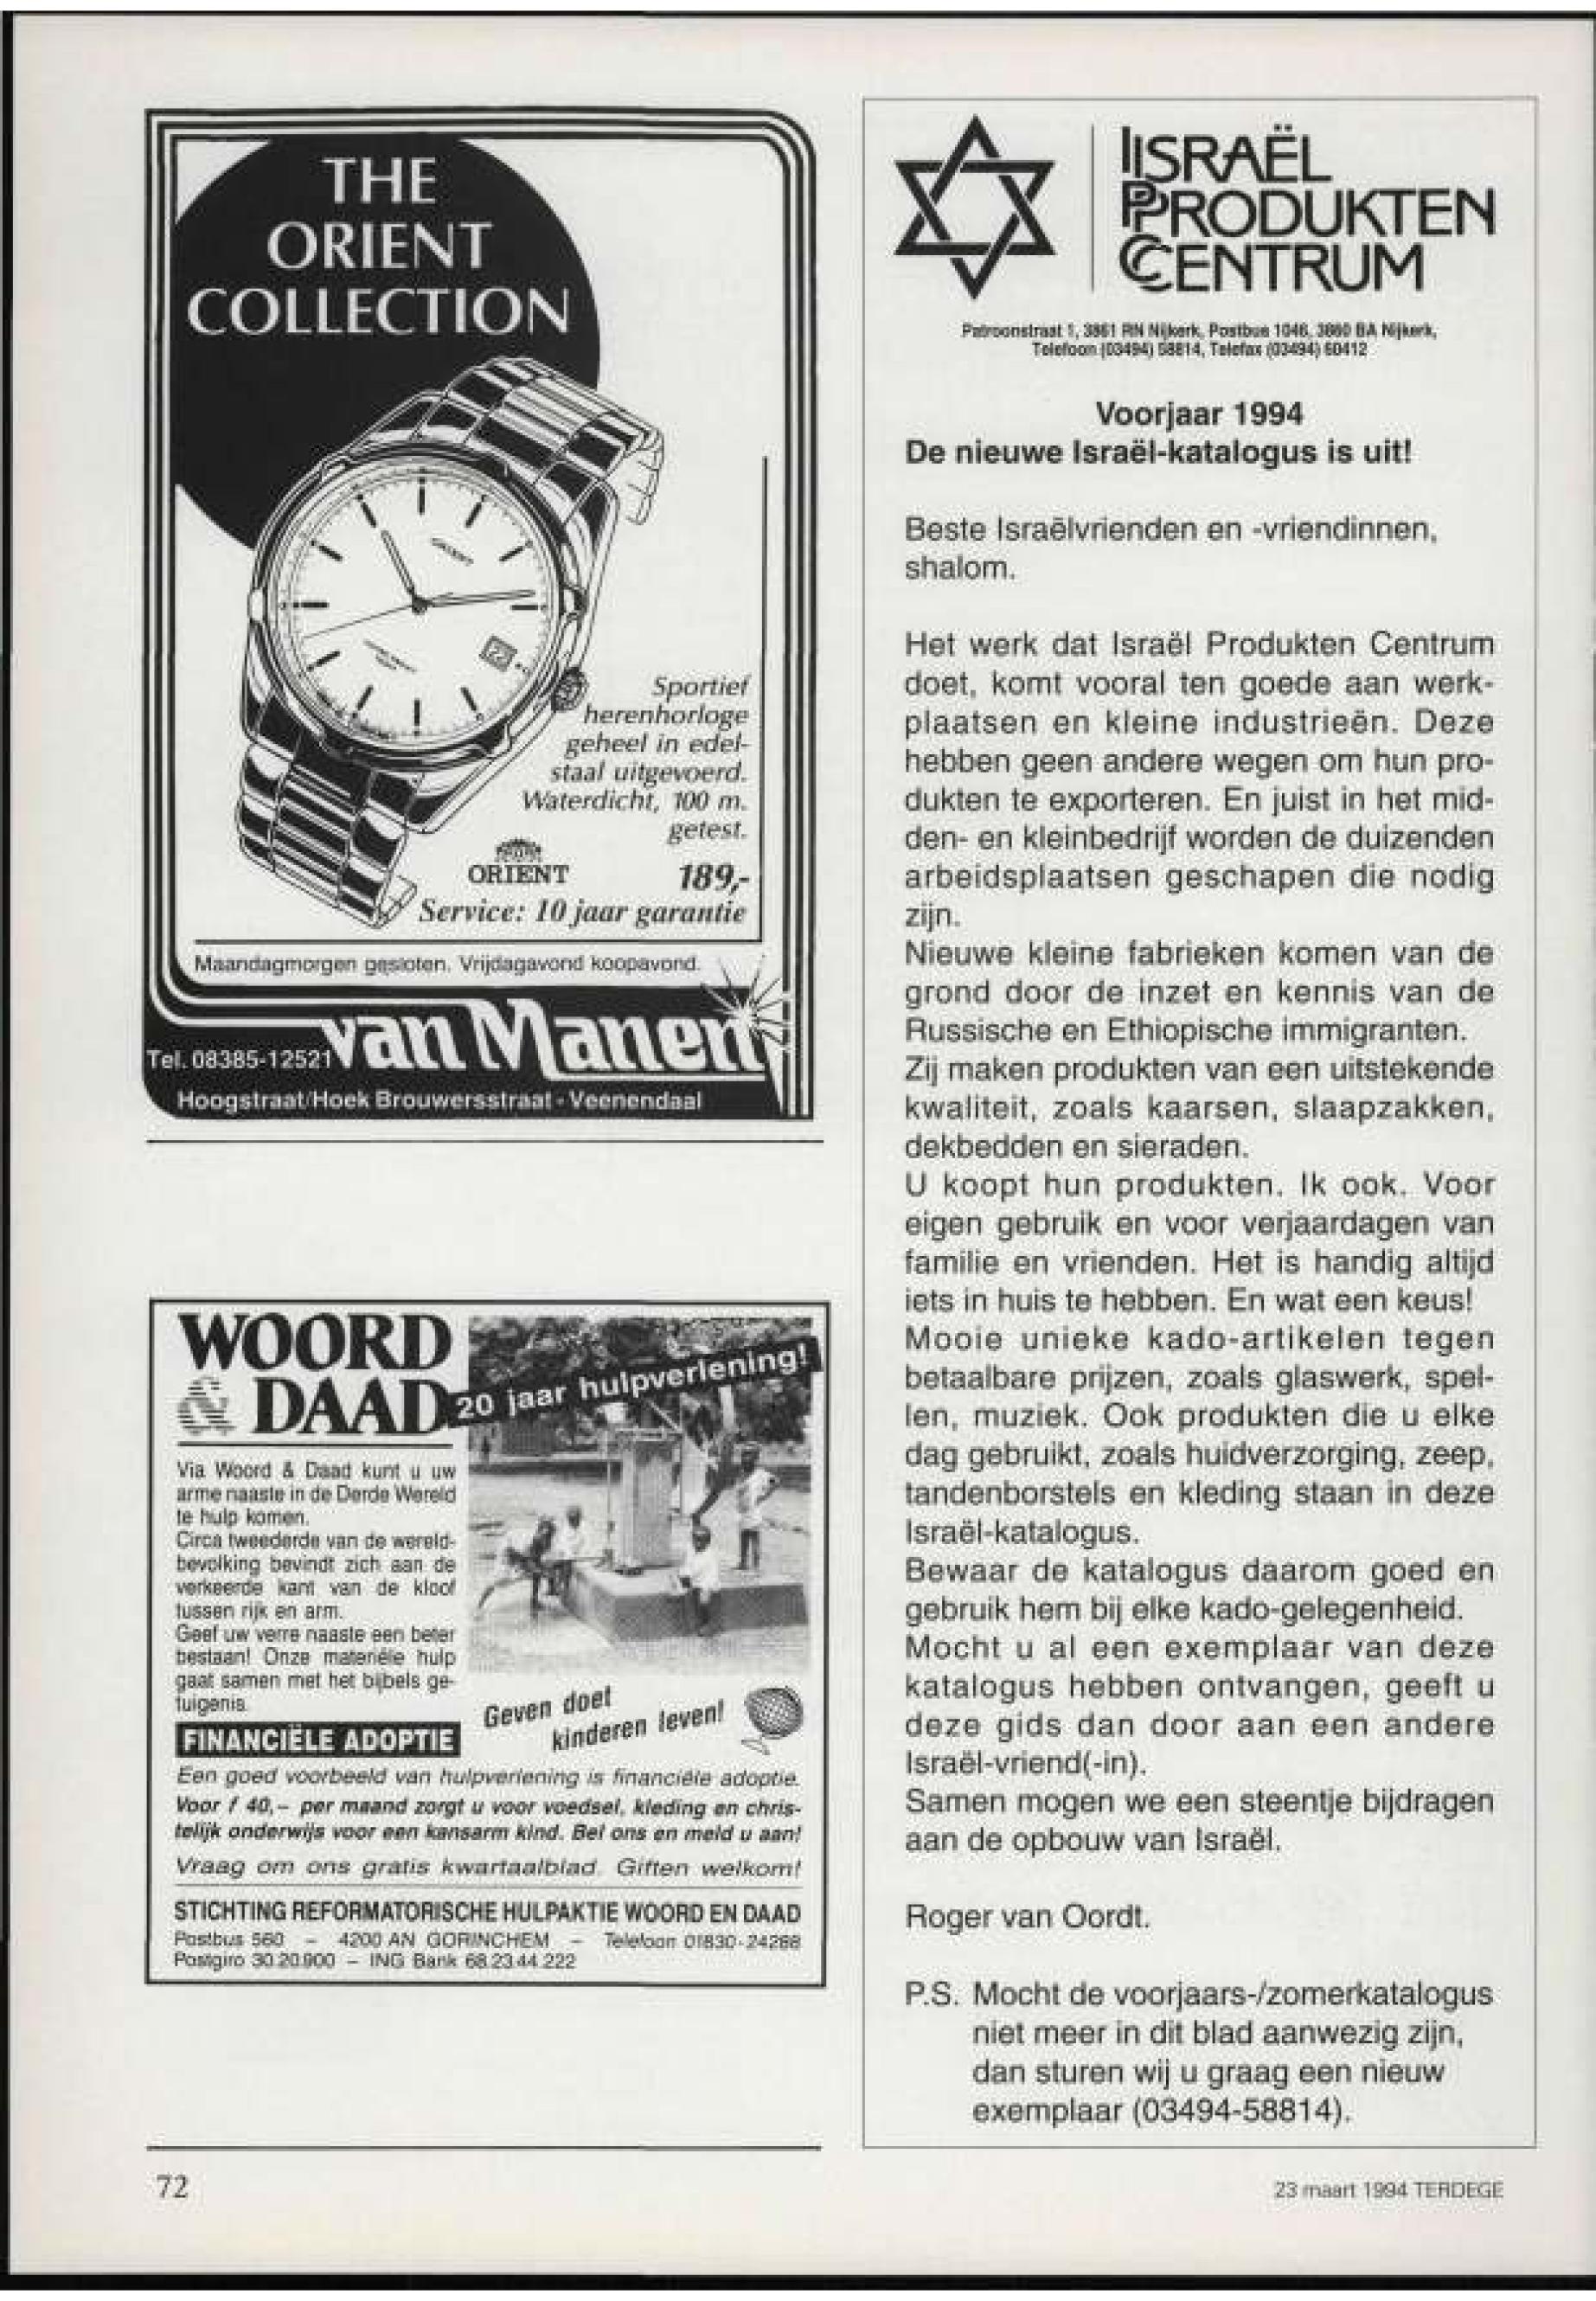 THE
ORIENT
COLLECTION
Sportief
herenhorloge
geheel in edel-
staal uitgevoerd.
Waterdicht, 100 m.
getest.
ORIENT
189,-
Service: 10 jaar garantie
Maandagmorgen gesloten. Vrijdagavond koopavond.
Tel. 08385-12521 van Manen
Hoogstraat/Hoek Brouwersstraat - Veenendaal
WOORD
& DAAD
20 jaar hulpverlening!
Via Woord & Daad kunt u uw
arme naaste in de Derde Wereld
te hulp komen.
Circa tweederde van de wereld-
bevolking bevindt zich aan de
verkeerde kant van de kloof
tussen rijk en arm.
Geef uw verre naaste een beter
bestaan! Onze materiële hulp
gaat samen met het bijbels ge-
tuigenis.
Geven doet
kinderen leven!
FINANCIËLE ADOPTIE
Een goed voorbeeld van hulpverlening is financiële adoptie.
Voor f 40,– per maand zorgt u voor voedsel, kleding en chris-
telijk onderwijs voor een kansarm kind. Bel ons en meld u aan!
Vraag om ons gratis kwartaalblad. Giften welkom!
STICHTING REFORMATORISCHE HULPAKTIE WOORD EN DAAD
Postbus 560 – 4200 AN GORINCHEM – Telefoon 01830-24288
Postgiro 30.20.900 – ING Bank 68.23.44.222
ISRAËL
PRODUKTEN
CENTRUM
Patroonstraat 1, 3861 RN Nijkerk, Postbus 1046, 3860 BA Nijkerk,
Telefoon (03494) 58814, Telefax (03494) 60412
Voorjaar 1994
De nieuwe Israël-katalogus is uit!
Beste Israëlvrienden en -vriendinnen,
shalom.
Het werk dat Israël Produkten Centrum
doet, komt vooral ten goede aan werk-
plaatsen en kleine industrieën. Deze
hebben geen andere wegen om hun pro-
dukten te exporteren. En juist in het mid-
den- en kleinbedrijf worden de duizenden
arbeidsplaatsen geschapen die nodig
zijn.
Nieuwe kleine fabrieken komen van de
grond door de inzet en kennis van de
Russische en Ethiopische immigranten.
Zij maken produkten van een uitstekende
kwaliteit, zoals kaarsen, slaapzakken,
dekbedden en sieraden.
U koopt hun produkten. Ik ook. Voor
eigen gebruik en voor verjaardagen van
familie en vrienden. Het is handig altijd
iets in huis te hebben. En wat een keus!
Mooie unieke kado-artikelen tegen
betaalbare prijzen, zoals glaswerk, spel-
len, muziek. Ook produkten die u elke
dag gebruikt, zoals huidverzorging, zeep,
tandenborstels en kleding staan in deze
Israël-katalogus.
Bewaar de katalogus daarom goed en
gebruik hem bij elke kado-gelegenheid.
Mocht u al een exemplaar van deze
katalogus hebben ontvangen, geeft u
deze gids dan door aan een andere
Israël-vriend(-in).
Samen mogen we een steentje bijdragen
aan de opbouw van Israël.
Roger van Oordt.
P.S. Mocht de voorjaars-/zomerkatalogus
niet meer in dit blad aanwezig zijn,
dan sturen wij u graag een nieuw
exemplaar (03494-58814).
72
23 maart 1994 TERDEGE